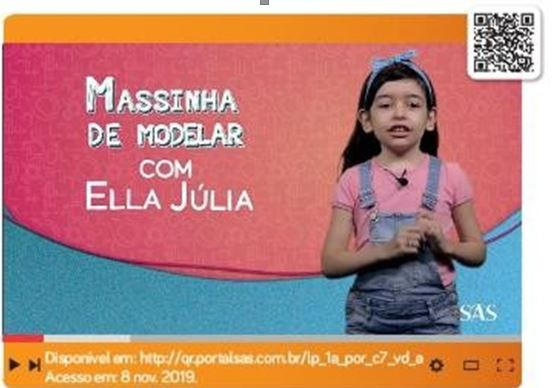 MASSINHA
DE MODELAR
COM
ELLA JÚLIA
SAS
Disponível em: http://qr.portalsas.com.br/lp_1a_por_c7_vd_a
Acesso em: 8 nov. 2019.